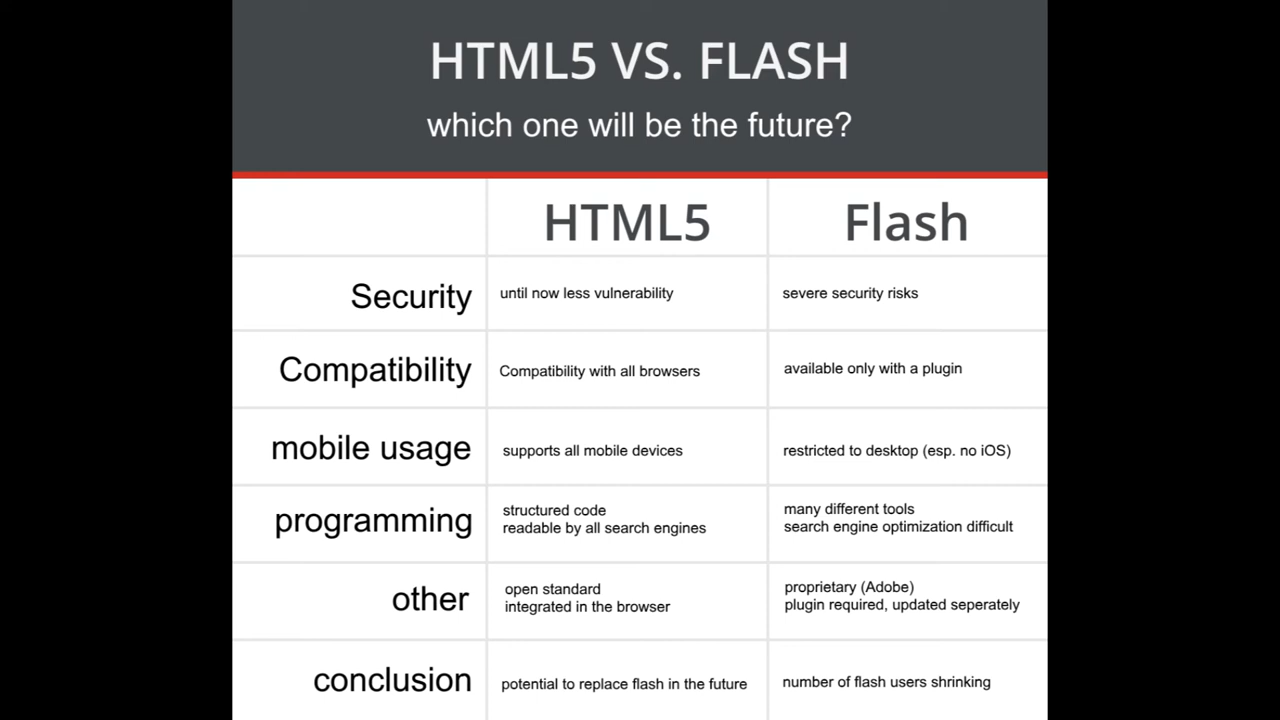 HTML5 VS. FLASH
which one will be the future?
HTML5 Flash
Security until now less vulnerability severe security risks
Compatibility Compatibility with all browsers available only with a plugin
mobile usage supports all mobile devices restricted to desktop (esp. no iOS)
programming
structured code
readable by all search engines
many different tools
search engine optimization difficult
other
open standard
integrated in the browser
proprietary (Adobe)
plugin required, updated seperately
conclusion potential to replace flash in the future number of flash users shrinking